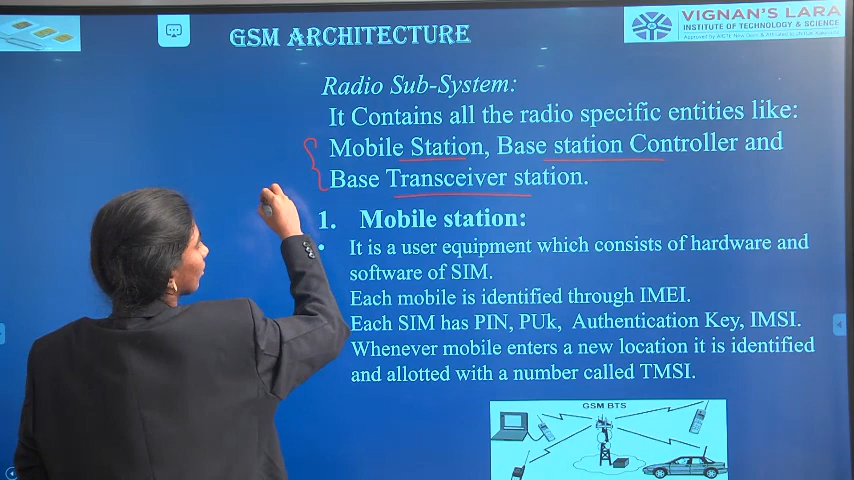 GSM ARCHITECTURE
VIGNAN'S LARA
INSTITUTE OF TECHNOLOGY & SCIENCE
Radio Sub-System:
It Contains all the radio specific entities like:
Mobile Station, Base station Controller and
Base Transceiver station.
1. Mobile station:
• It is a user equipment which consists of hardware and
software of SIM.
Each mobile is identified through IMEI.
Each SIM has PIN, PUk, Authentication Key, IMSI.
Whenever mobile enters a new location it is identified
and allotted with a number called TMSI.
GSM BTS